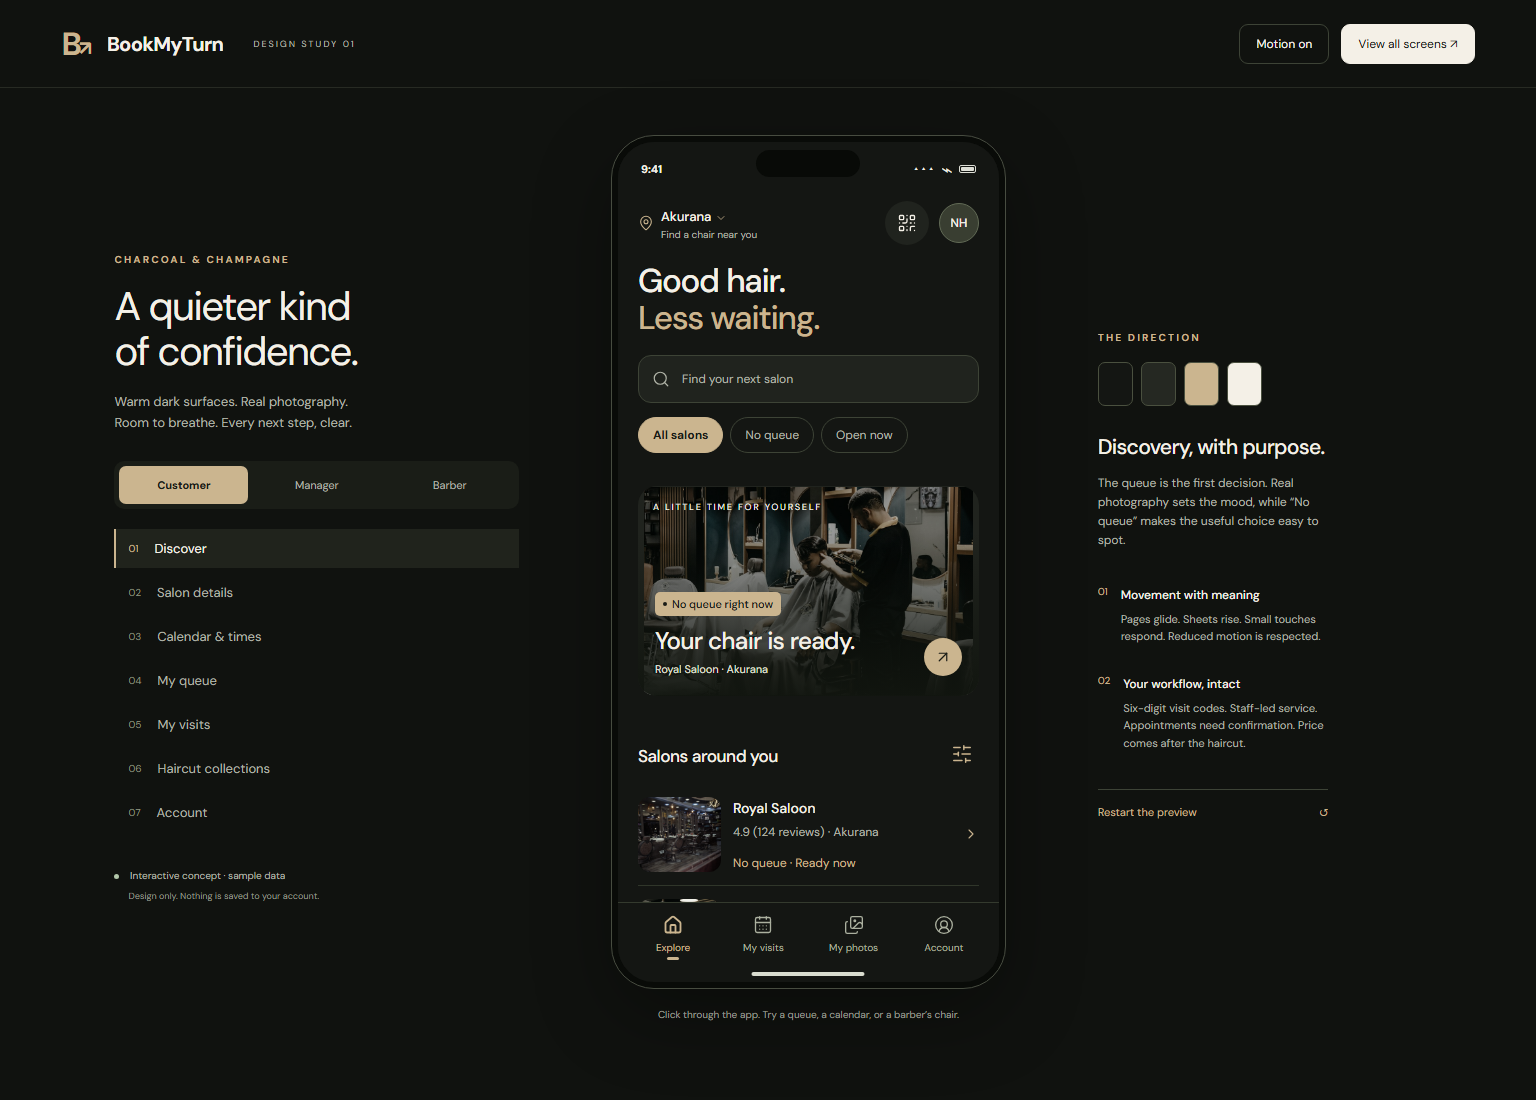 BookMyTurn
DESIGN STUDY 01
Motion on
View all screens
CHARCOAL & CHAMPAGNE
A quieter kind
of confidence.
Warm dark surfaces. Real photography.
Room to breathe. Every next step, clear.
Customer
Manager
Barber
01 Discover
02 Salon details
03 Calendar & times
04 My queue
05 My visits
06 Haircut collections
07 Account
Interactive concept · sample data
Design only. Nothing is saved to your account.
9:41
Akurana
Find a chair near you
NH
Good hair.
Less waiting.
Find your next salon
All salons
No queue
Open now
A LITTLE TIME FOR YOURSELF
No queue right now
Your chair is ready.
Royal Saloon · Akurana
Salons around you
Royal Saloon
4.9 (124 reviews) · Akurana
No queue · Ready now
Explore
My visits
My photos
Account
Click through the app. Try a queue, a calendar, or a barber's chair.
THE DIRECTION
Discovery, with purpose.
The queue is the first decision. Real
photography sets the mood, while “No
queue” makes the useful choice easy to
spot.
01 Movement with meaning
Pages glide. Sheets rise. Small touches
respond. Reduced motion is respected.
02 Your workflow, intact
Six-digit visit codes. Staff-led service.
Appointments need confirmation. Price
comes after the haircut.
Restart the preview